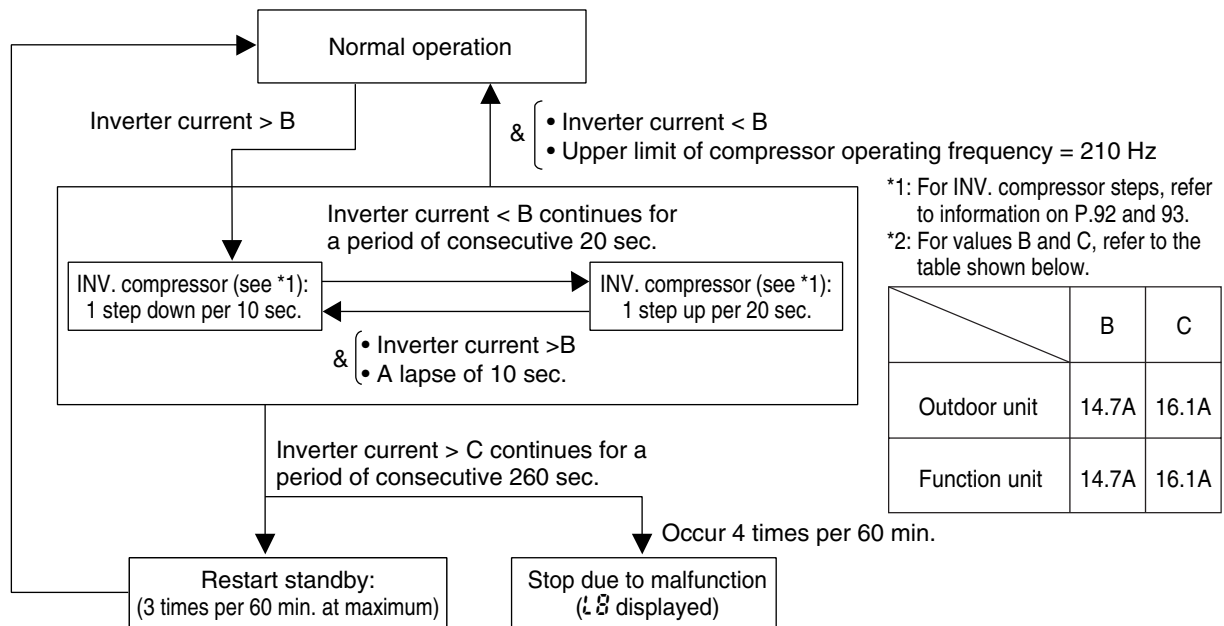 Normal operation
Inverter current > B
& • Inverter current < B
• Upper limit of compressor operating frequency = 210 Hz
*1: For INV. compressor steps, refer
to information on P.92 and 93.
*2: For values B and C, refer to the
table shown below.
Inverter current < B continues for
a period of consecutive 20 sec.
INV. compressor (see *1):
1 step down per 10 sec.
INV. compressor (see *1):
1 step up per 20 sec.
& • Inverter current >B
• A lapse of 10 sec.
B C
Outdoor unit 14.7A 16.1A
Function unit 14.7A 16.1A
Inverter current > C continues for a
period of consecutive 260 sec.
Occur 4 times per 60 min.
Restart standby:
(3 times per 60 min. at maximum)
Stop due to malfunction
(L8 displayed)